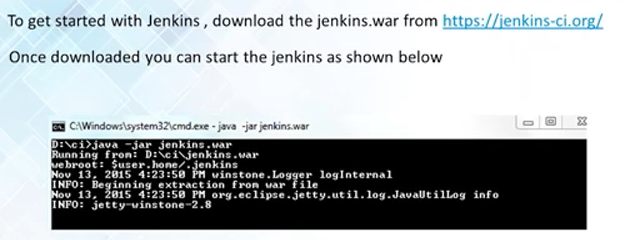 To get started with Jenkins , download the jenkins.war from https://jenkins-ci.org/
Once downloaded you can start the jenkins as shown below
C:\Windows\system32\cmd.exe - java -jar jenkins.war
D:\ci>java -jar jenkins.war
Running from: D:\ci\jenkins.war
webroot: $user.home/.jenkins
Nov 13, 2015 4:23:50 PM winstone.Logger logInternal
INFO: Beginning extraction from war file
Nov 13, 2015 4:23:50 PM org.eclipse.jetty.util.log.JavaUtilLog info
INFO: jetty-winstone-2.8